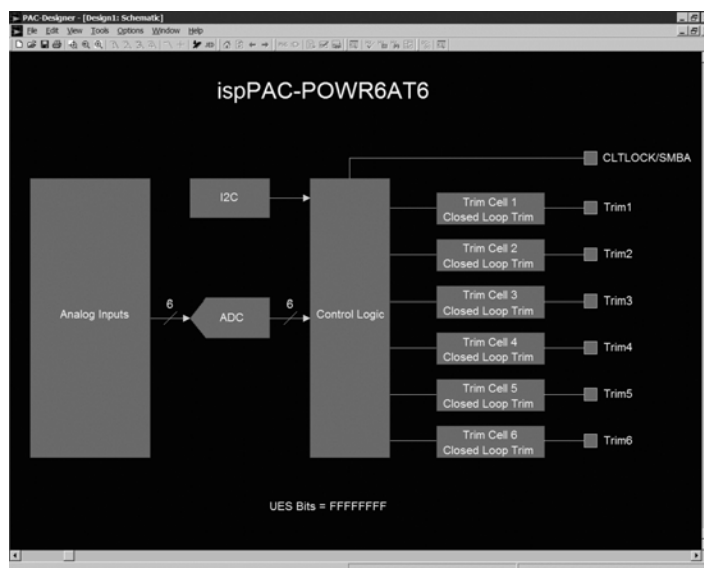 PAC-Designer - [Design1: Schematic]
File Edit View Tools Options Window Help
ispPAC-POWR6AT6
CLTLOCK/SMBA
I2C
Trim Cell 1
Closed Loop Trim
Trim1
Trim Cell 2
Closed Loop Trim
Trim2
Analog Inputs
6
ADC
6
Control Logic
Trim Cell 3
Closed Loop Trim
Trim3
Trim Cell 4
Closed Loop Trim
Trim4
Trim Cell 5
Closed Loop Trim
Trim5
Trim Cell 6
Closed Loop Trim
Trim6
UES Bits = FFFFFFFF